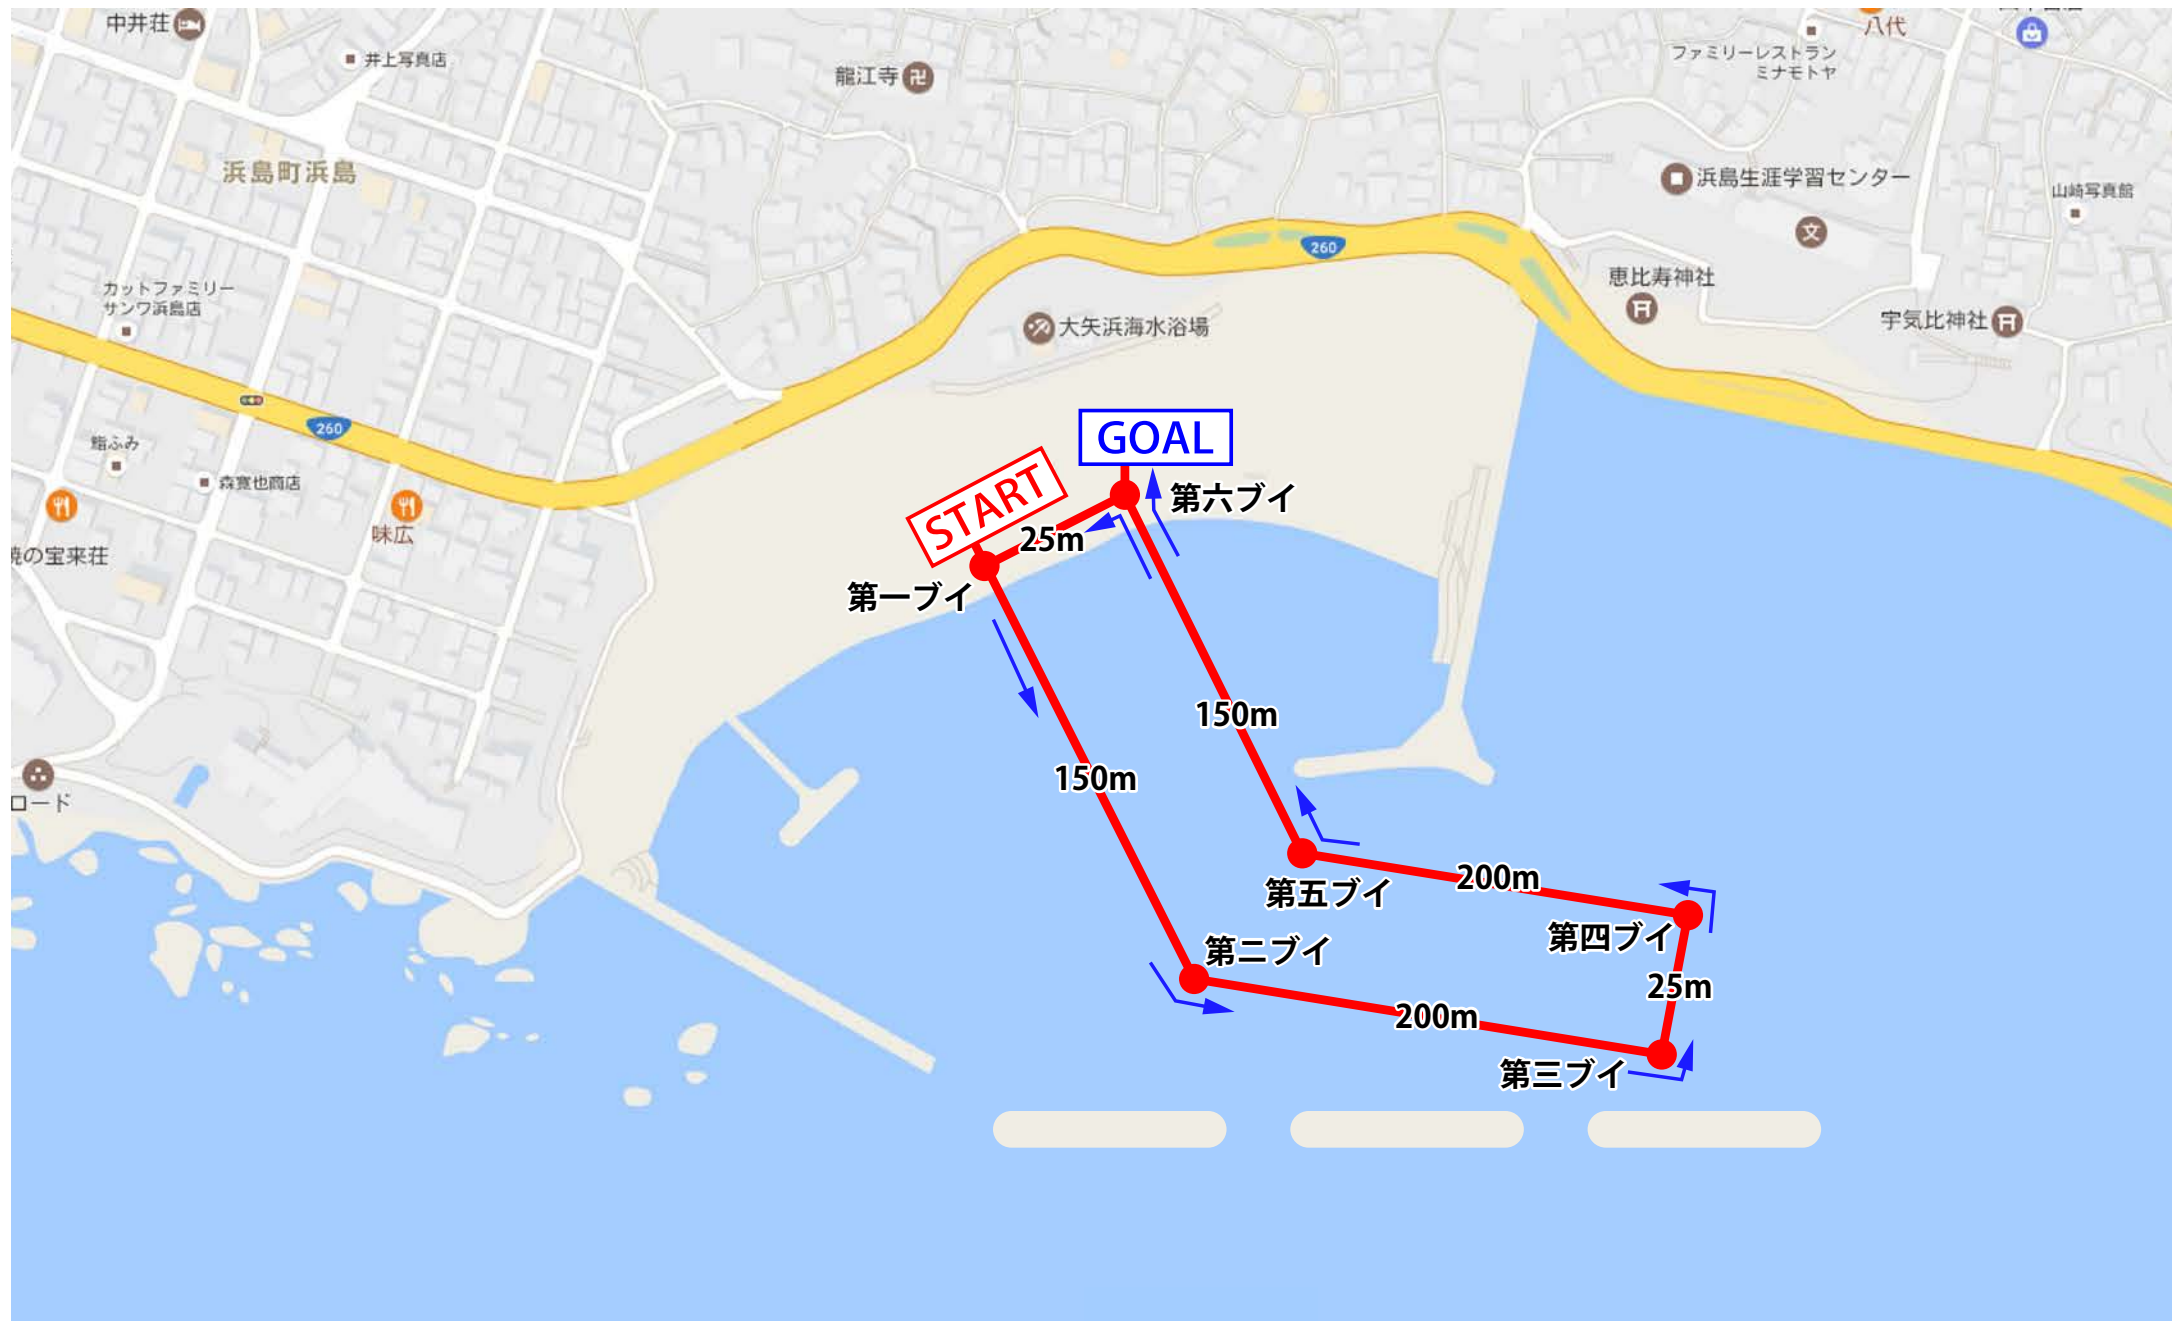 中井荘
井上写真店
龍江寺
八代
ファミリーレストラン
ミナモトヤ
浜島町浜島
浜島生涯学習センター
山崎写真館
文
260
恵比寿神社
宇気比神社
カットファミリー
サンワ浜島店
大矢浜海水浴場
260
鮨ふみ
森寛也商店
味広
焼の宝来荘
ロード
GOAL
START
第六ブイ
25m
第一ブイ
150m
150m
第五ブイ
200m
第四ブイ
第二ブイ
25m
200m
第三ブイ